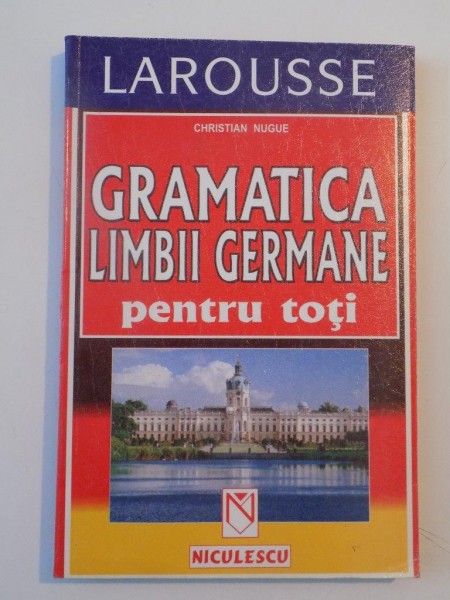 LAROUSSE
CHRISTIAN NUGUE
GRAMATICA
LIMBII GERMANE
pentru toţi
N
NICULESCU